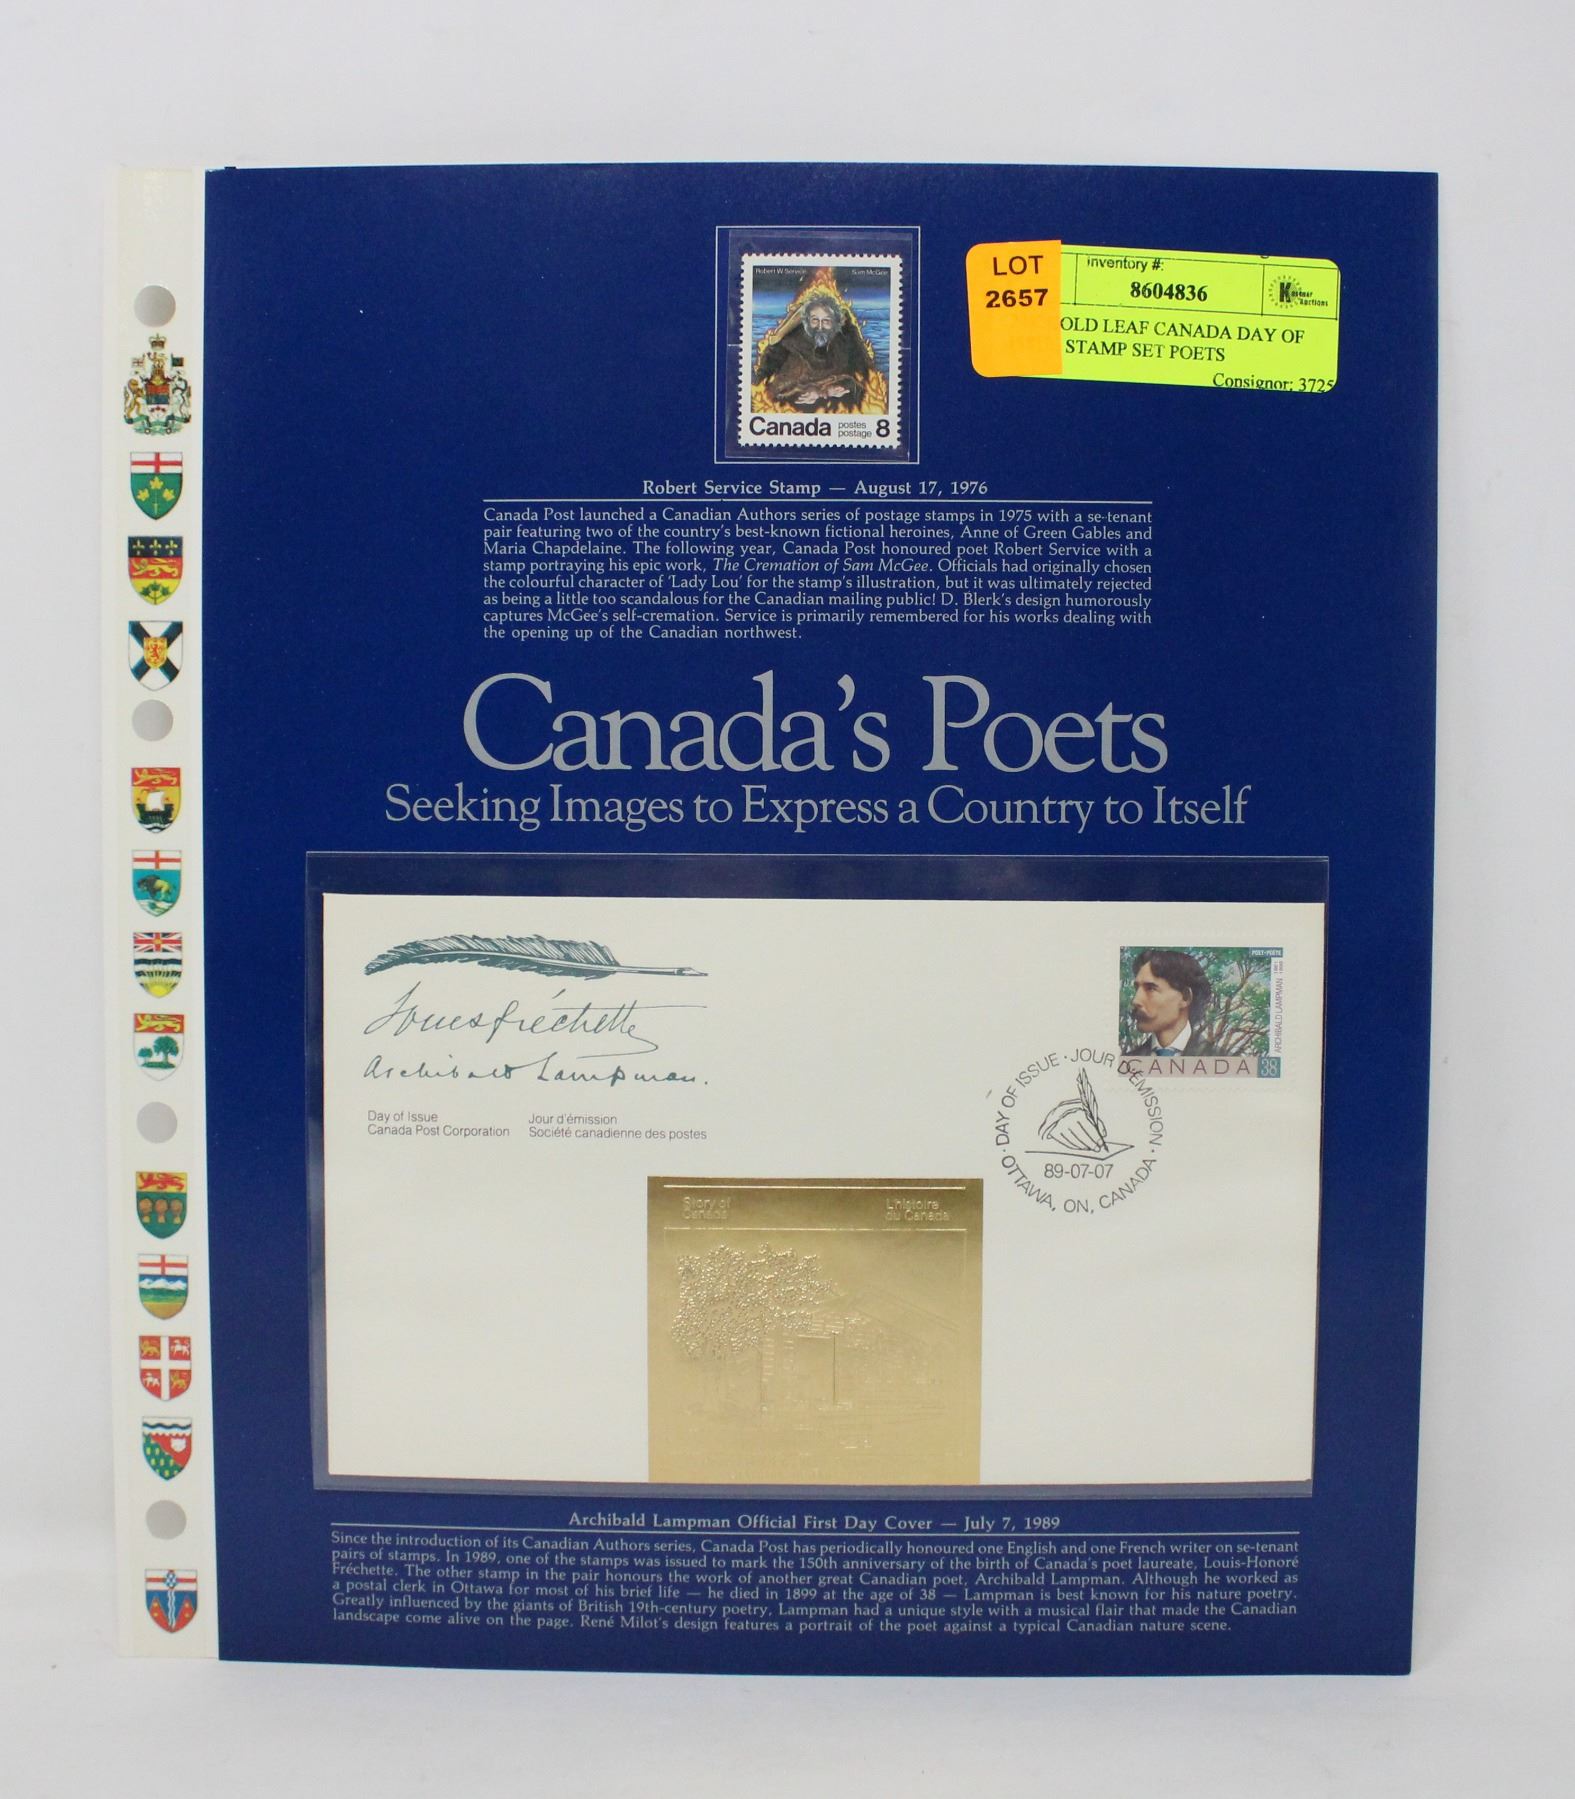 Robert W. Service Sam McGee
Canada postes postage 8
LOT
2657
Inventory #:
8604836
Kastner
Auctions
OLD LEAF CANADA DAY OF
STAMP SET POETS
Consignor: 3725
Robert Service Stamp — August 17, 1976
Canada Post launched a Canadian Authors series of postage stamps in 1975 with a se-tenant
pair featuring two of the country's best-known fictional heroines, Anne of Green Gables and
Maria Chapdelaine. The following year, Canada Post honoured poet Robert Service with a
stamp portraying his epic work, The Cremation of Sam McGee. Officials had originally chosen
the colourful character of 'Lady Lou' for the stamp's illustration, but it was ultimately rejected
as being a little too scandalous for the Canadian mailing public! D. Blerk's design humorously
captures McGee's self-cremation. Service is primarily remembered for his works dealing with
the opening up of the Canadian northwest.
Canada's Poets
Seeking Images to Express a Country to Itself
Louis Fréchette
Archibald Lampman.
Day of Issue Jour d'émission
Canada Post Corporation Société canadienne des postes
POET-POÈTE
ARCHIBALD LAMPMAN 1861 1899
CANADA 38
DAY OF ISSUE · JOUR D'ÉMISSION ·
89-07-07
OTTAWA, ON, CANADA ·
Story of L'histoire
Canada du Canada
Archibald Lampman Official First Day Cover — July 7, 1989
Since the introduction of its Canadian Authors series, Canada Post has periodically honoured one English and one French writer on se-tenant
pairs of stamps. In 1989, one of the stamps was issued to mark the 150th anniversary of the birth of Canada's poet laureate, Louis-Honoré
Fréchette. The other stamp in the pair honours the work of another great Canadian poet, Archibald Lampman. Although he worked as
a postal clerk in Ottawa for most of his brief life — he died in 1899 at the age of 38 — Lampman is best known for his nature poetry.
Greatly influenced by the giants of British 19th-century poetry, Lampman had a unique style with a musical flair that made the Canadian
landscape come alive on the page. René Milot's design features a portrait of the poet against a typical Canadian nature scene.